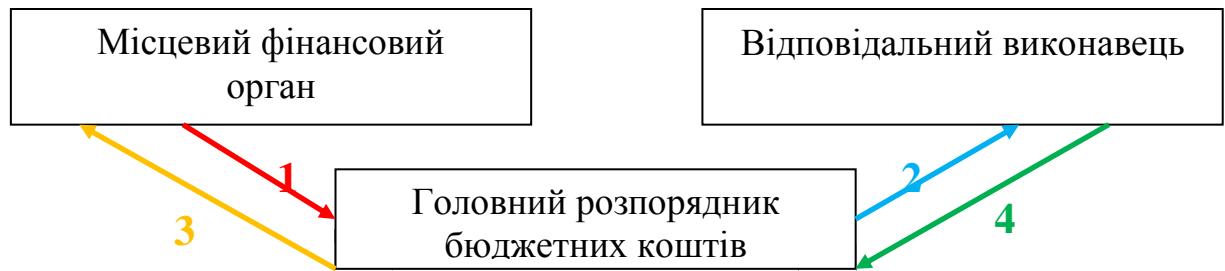 Місцевий фінансовий
орган
Відповідальний виконавець
1
2
3
4
Головний розпорядник
бюджетних коштів